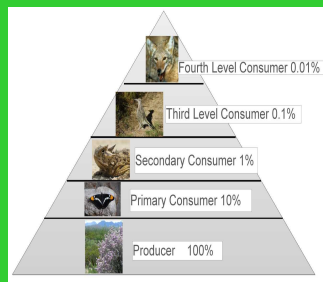 Fourth Level Consumer 0.01%
Third Level Consumer 0.1%
Secondary Consumer 1%
Primary Consumer 10%
Producer 100%